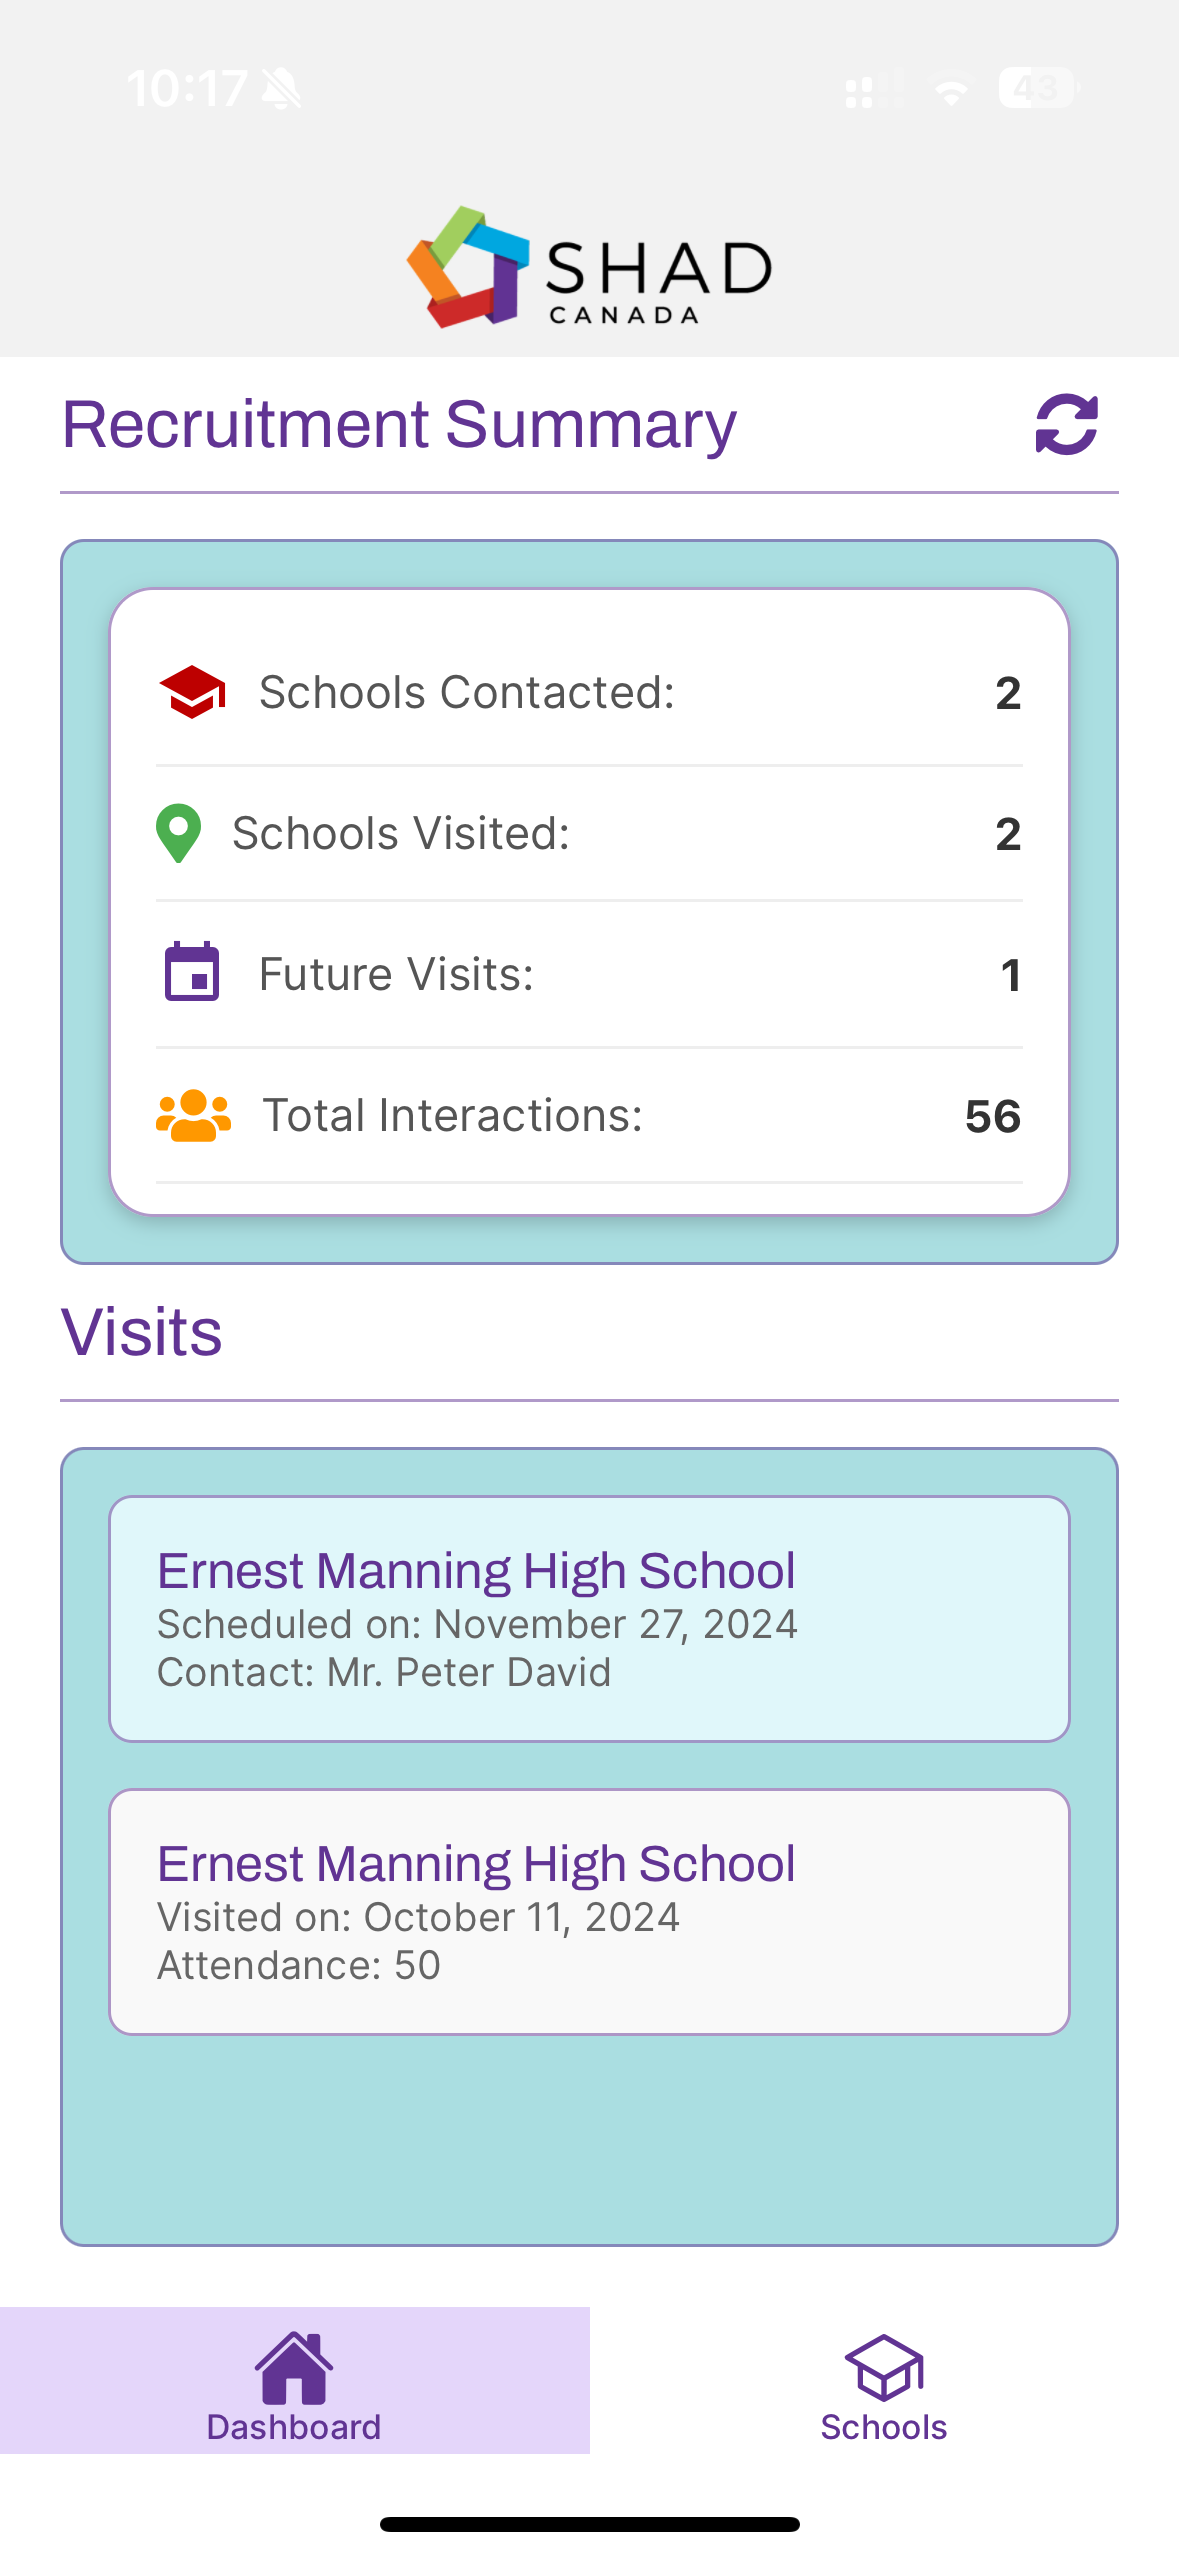 10:17
43
SHAD
CANADA
Recruitment Summary
Schools Contacted: 2
Schools Visited: 2
Future Visits: 1
Total Interactions: 56
Visits
Ernest Manning High School
Scheduled on: November 27, 2024
Contact: Mr. Peter David
Ernest Manning High School
Visited on: October 11, 2024
Attendance: 50
Dashboard
Schools